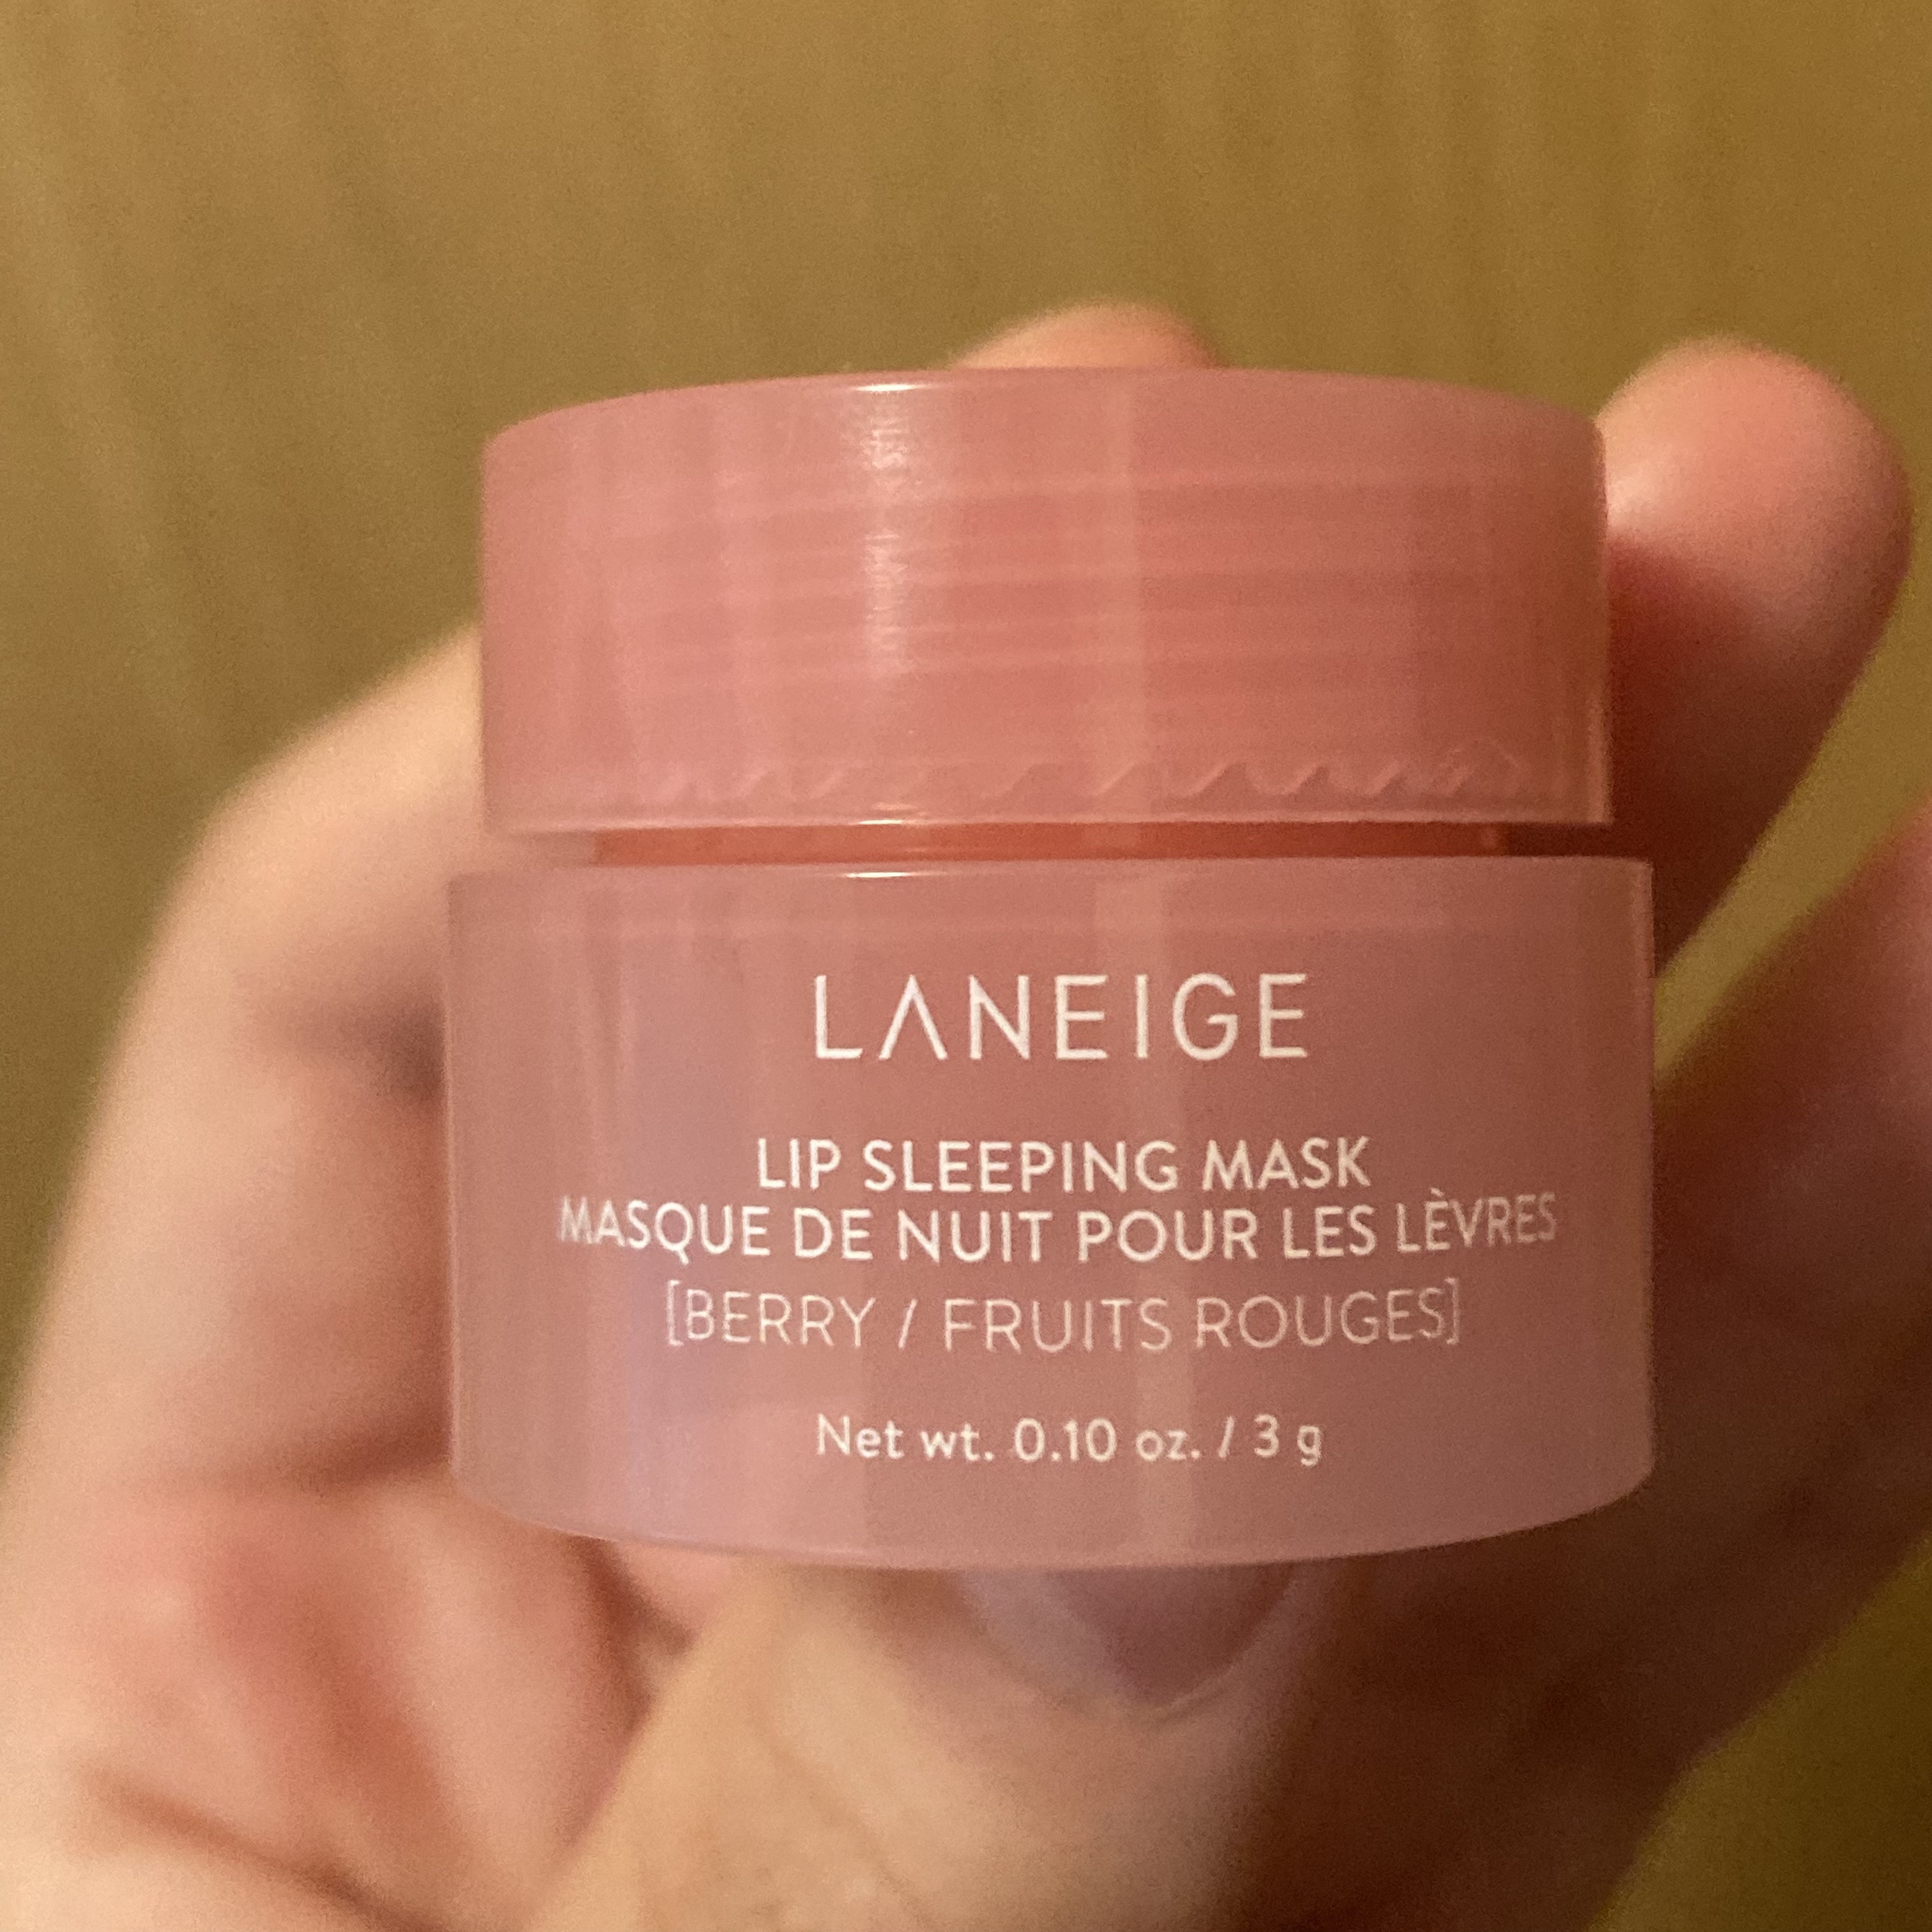 LANEIGE
LIP SLEEPING MASK
MASQUE DE NUIT POUR LES LÈVRES
[BERRY / FRUITS ROUGES]
Net wt. 0.10 oz. / 3 g